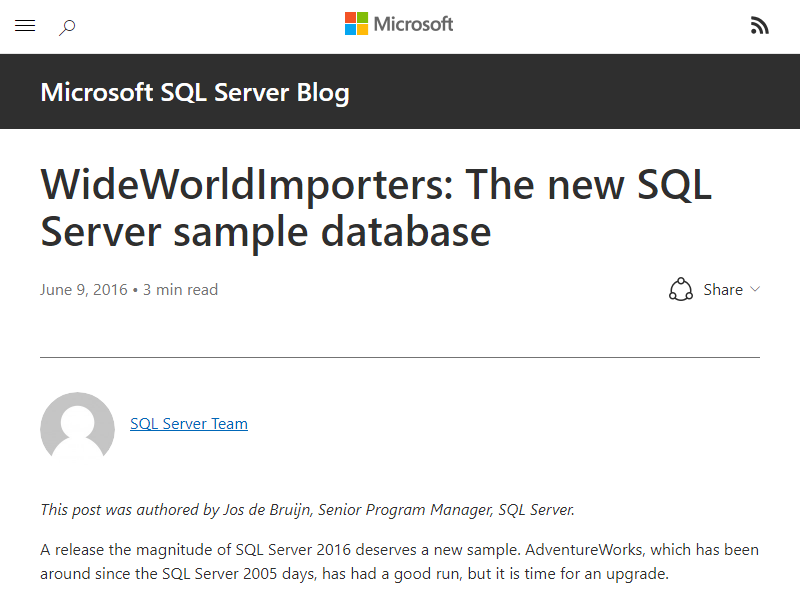 Microsoft
Microsoft SQL Server Blog
WideWorldImporters: The new SQL
Server sample database
June 9, 2016 • 3 min read
Share
SQL Server Team
This post was authored by Jos de Bruijn, Senior Program Manager, SQL Server.
A release the magnitude of SQL Server 2016 deserves a new sample. AdventureWorks, which has been
around since the SQL Server 2005 days, has had a good run, but it is time for an upgrade.